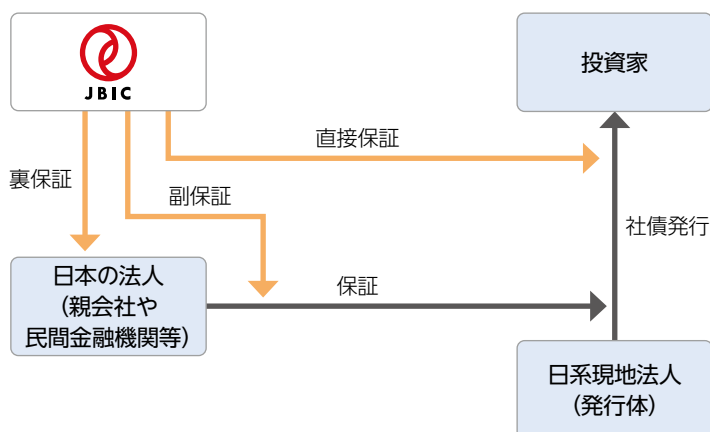 JBIC
投資家
直接保証
裏保証
副保証
社債発行
日本の法人
(親会社や
民間金融機関等)
保証
日系現地法人
(発行体)